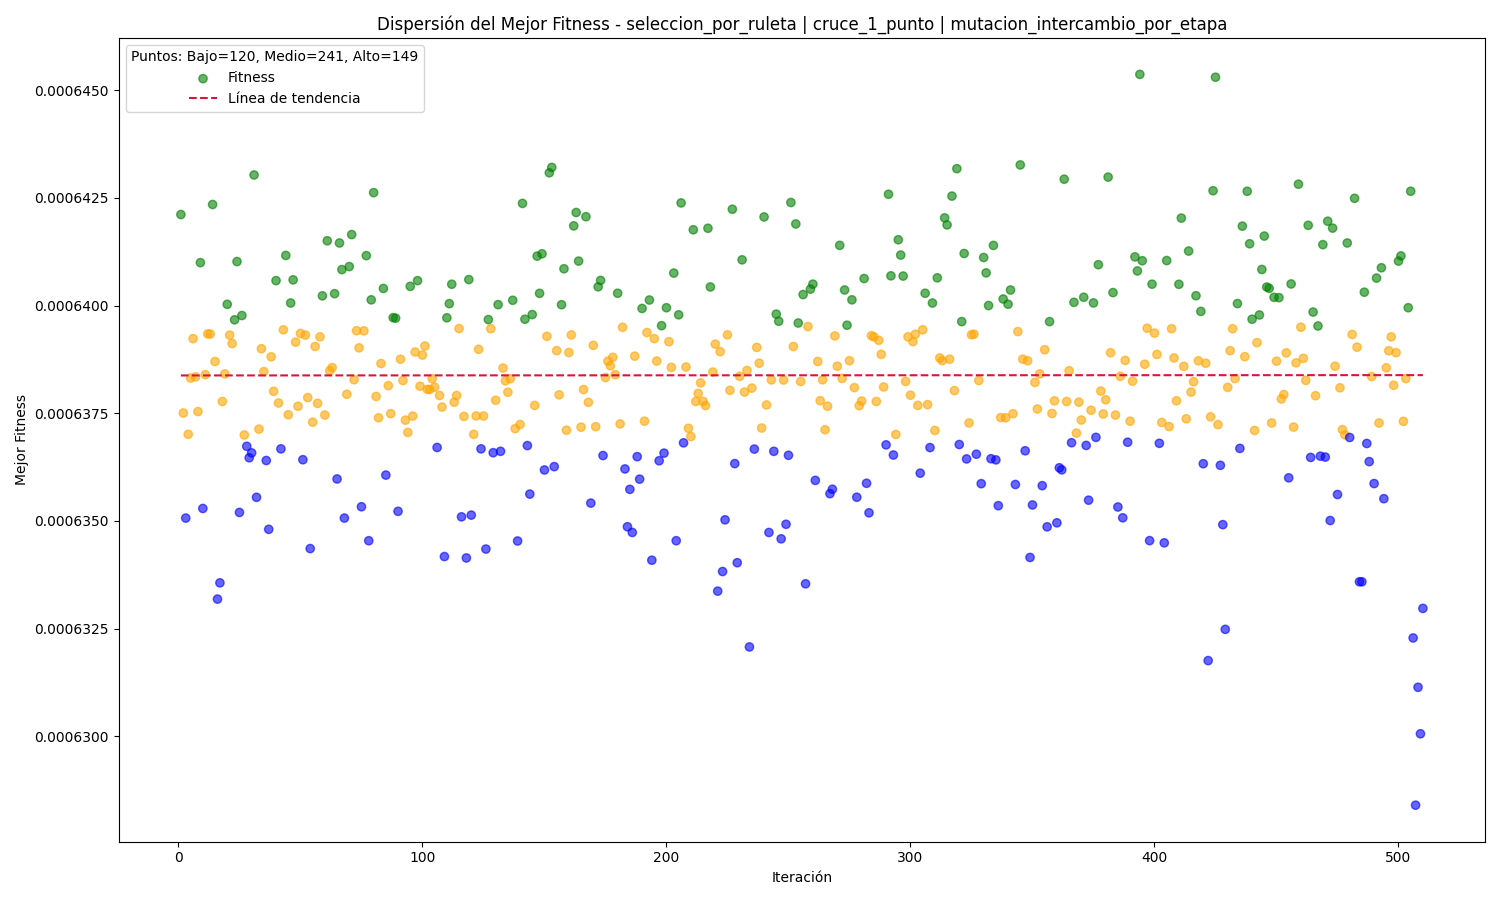 Dispersión del Mejor Fitness - seleccion_por_ruleta | cruce_1_punto | mutacion_intercambio_por_etapa
Puntos: Bajo=120, Medio=241, Alto=149
Fitness
Línea de tendencia
Mejor Fitness
0.0006450
0.0006425
0.0006400
0.0006375
0.0006350
0.0006325
0.0006300
0
100
200
300
400
500
Iteración